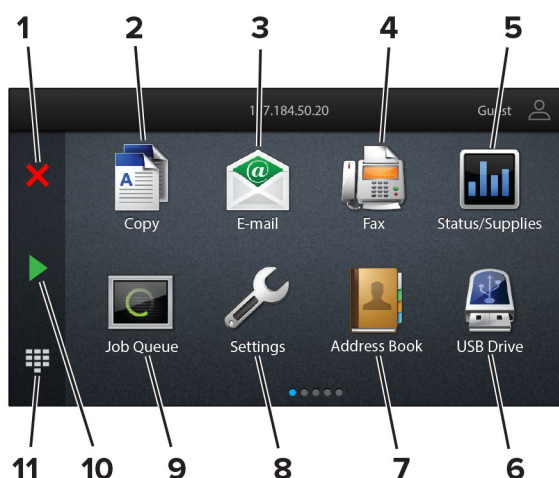 1 2 3 4 5
Guest
A @
Copy E-mail Fax Status/Supplies
Job Queue Settings Address Book USB Drive
11 10 9 8 7 6